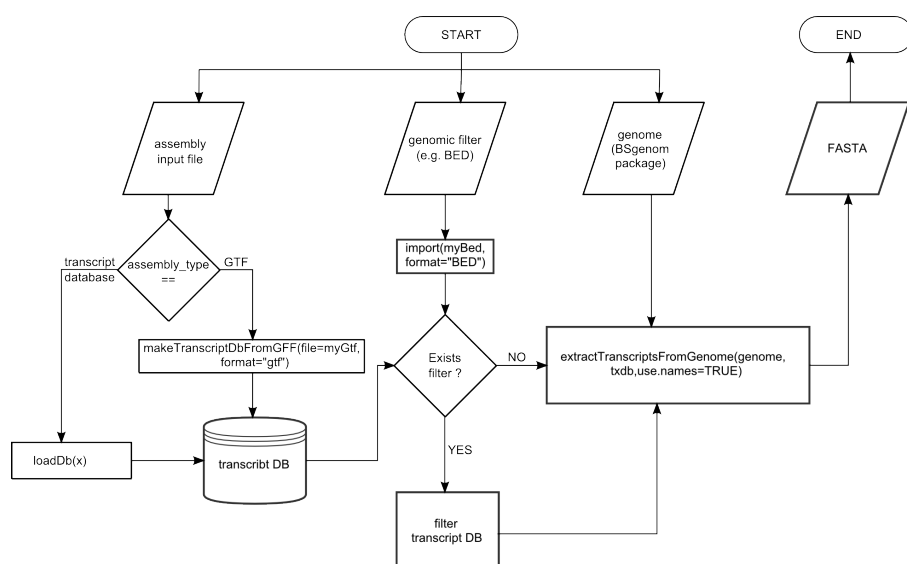 START
END
assembly
input file
genomic filter
(e.g. BED)
genome
(BSgenom
package)
FASTA
import(myBed,
format="BED")
transcript
database
assembly_type
==
GTF
makeTranscriptDbFromGFF(file=myGtf,
format="gtf")
Exists
filter ?
NO
extractTranscriptsFromGenome(genome,
txdb,use.names=TRUE)
loadDb(x)
transcribt DB
YES
filter
transcript DB